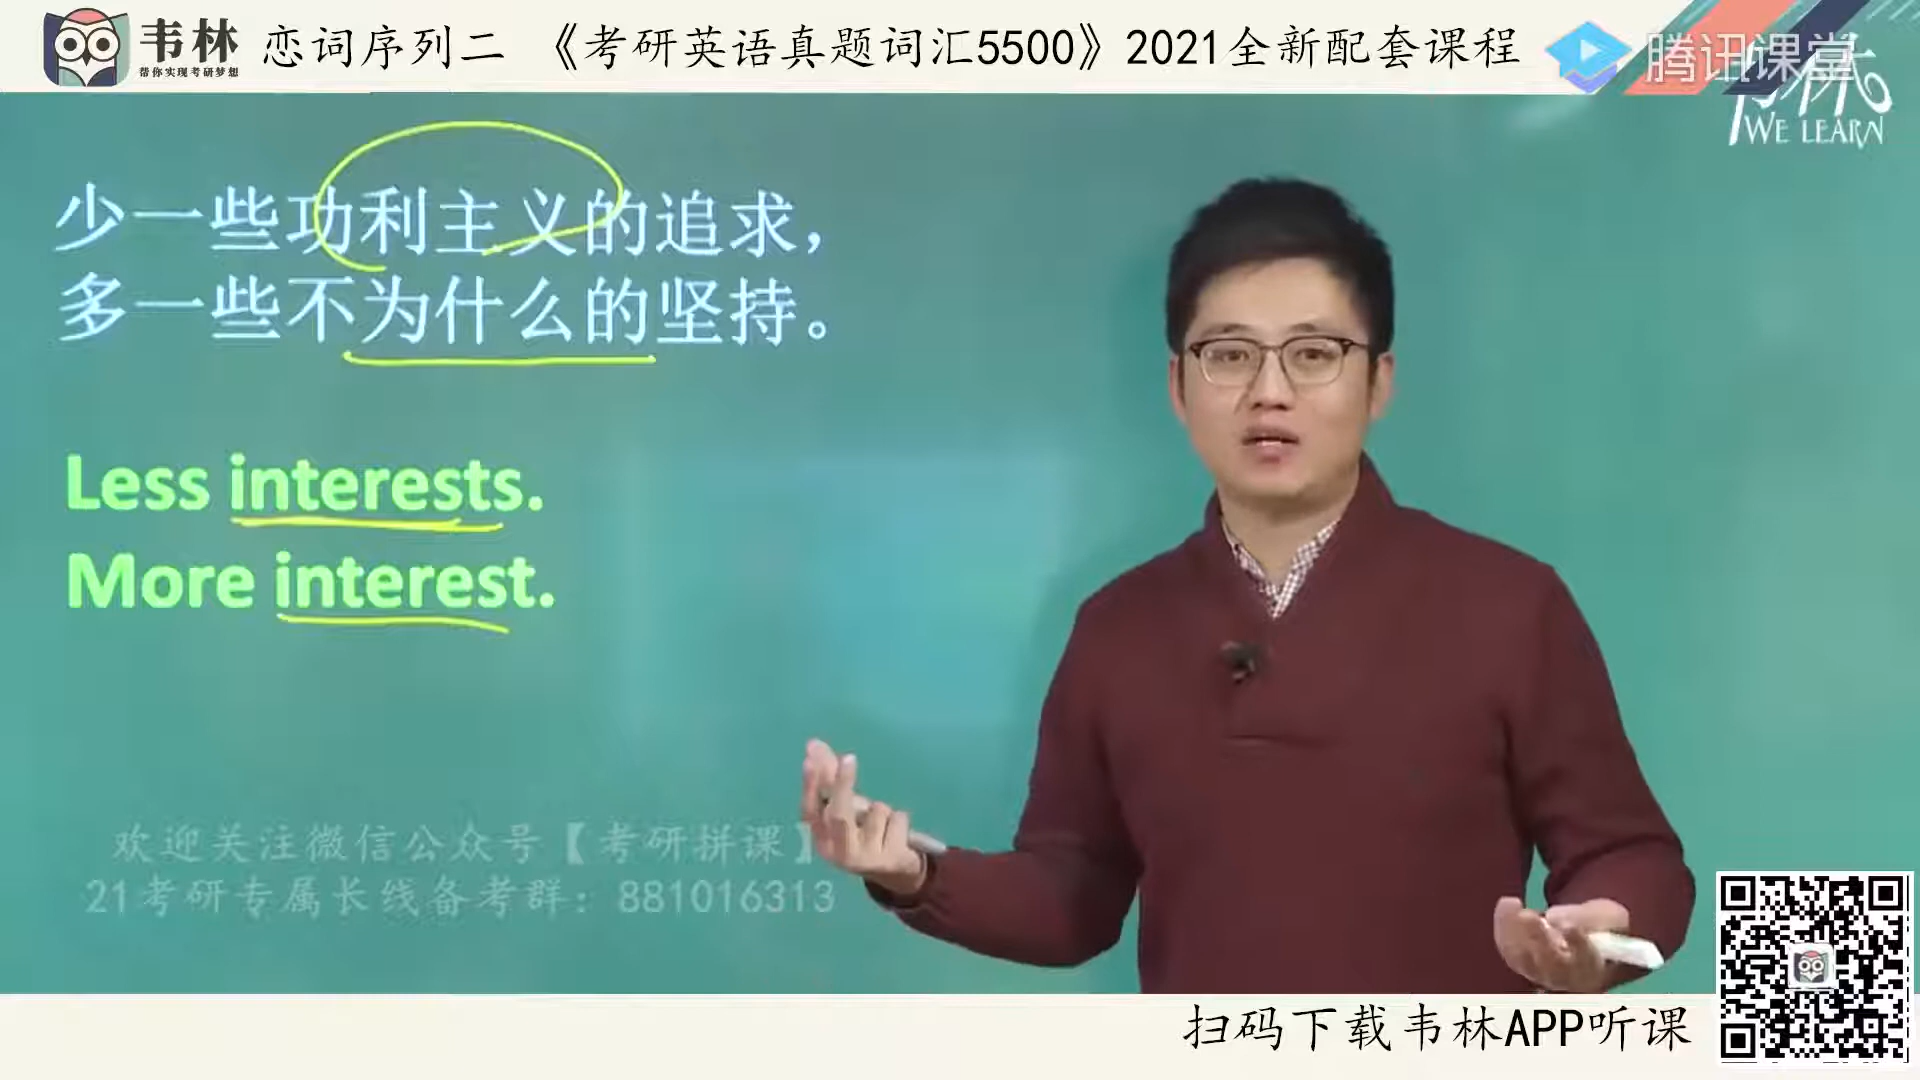 韦林
帮你实现考研梦想
恋词序列二 《考研英语真题词汇5500》2021全新配套课程
腾讯课堂
韦林
WE LEARN
少一些功利主义的追求，
多一些不为什么的坚持。
Less interests.
More interest.
欢迎关注微信公众号【考研拼课】
21考研专属长线备考群：881016313
扫码下载韦林APP听课